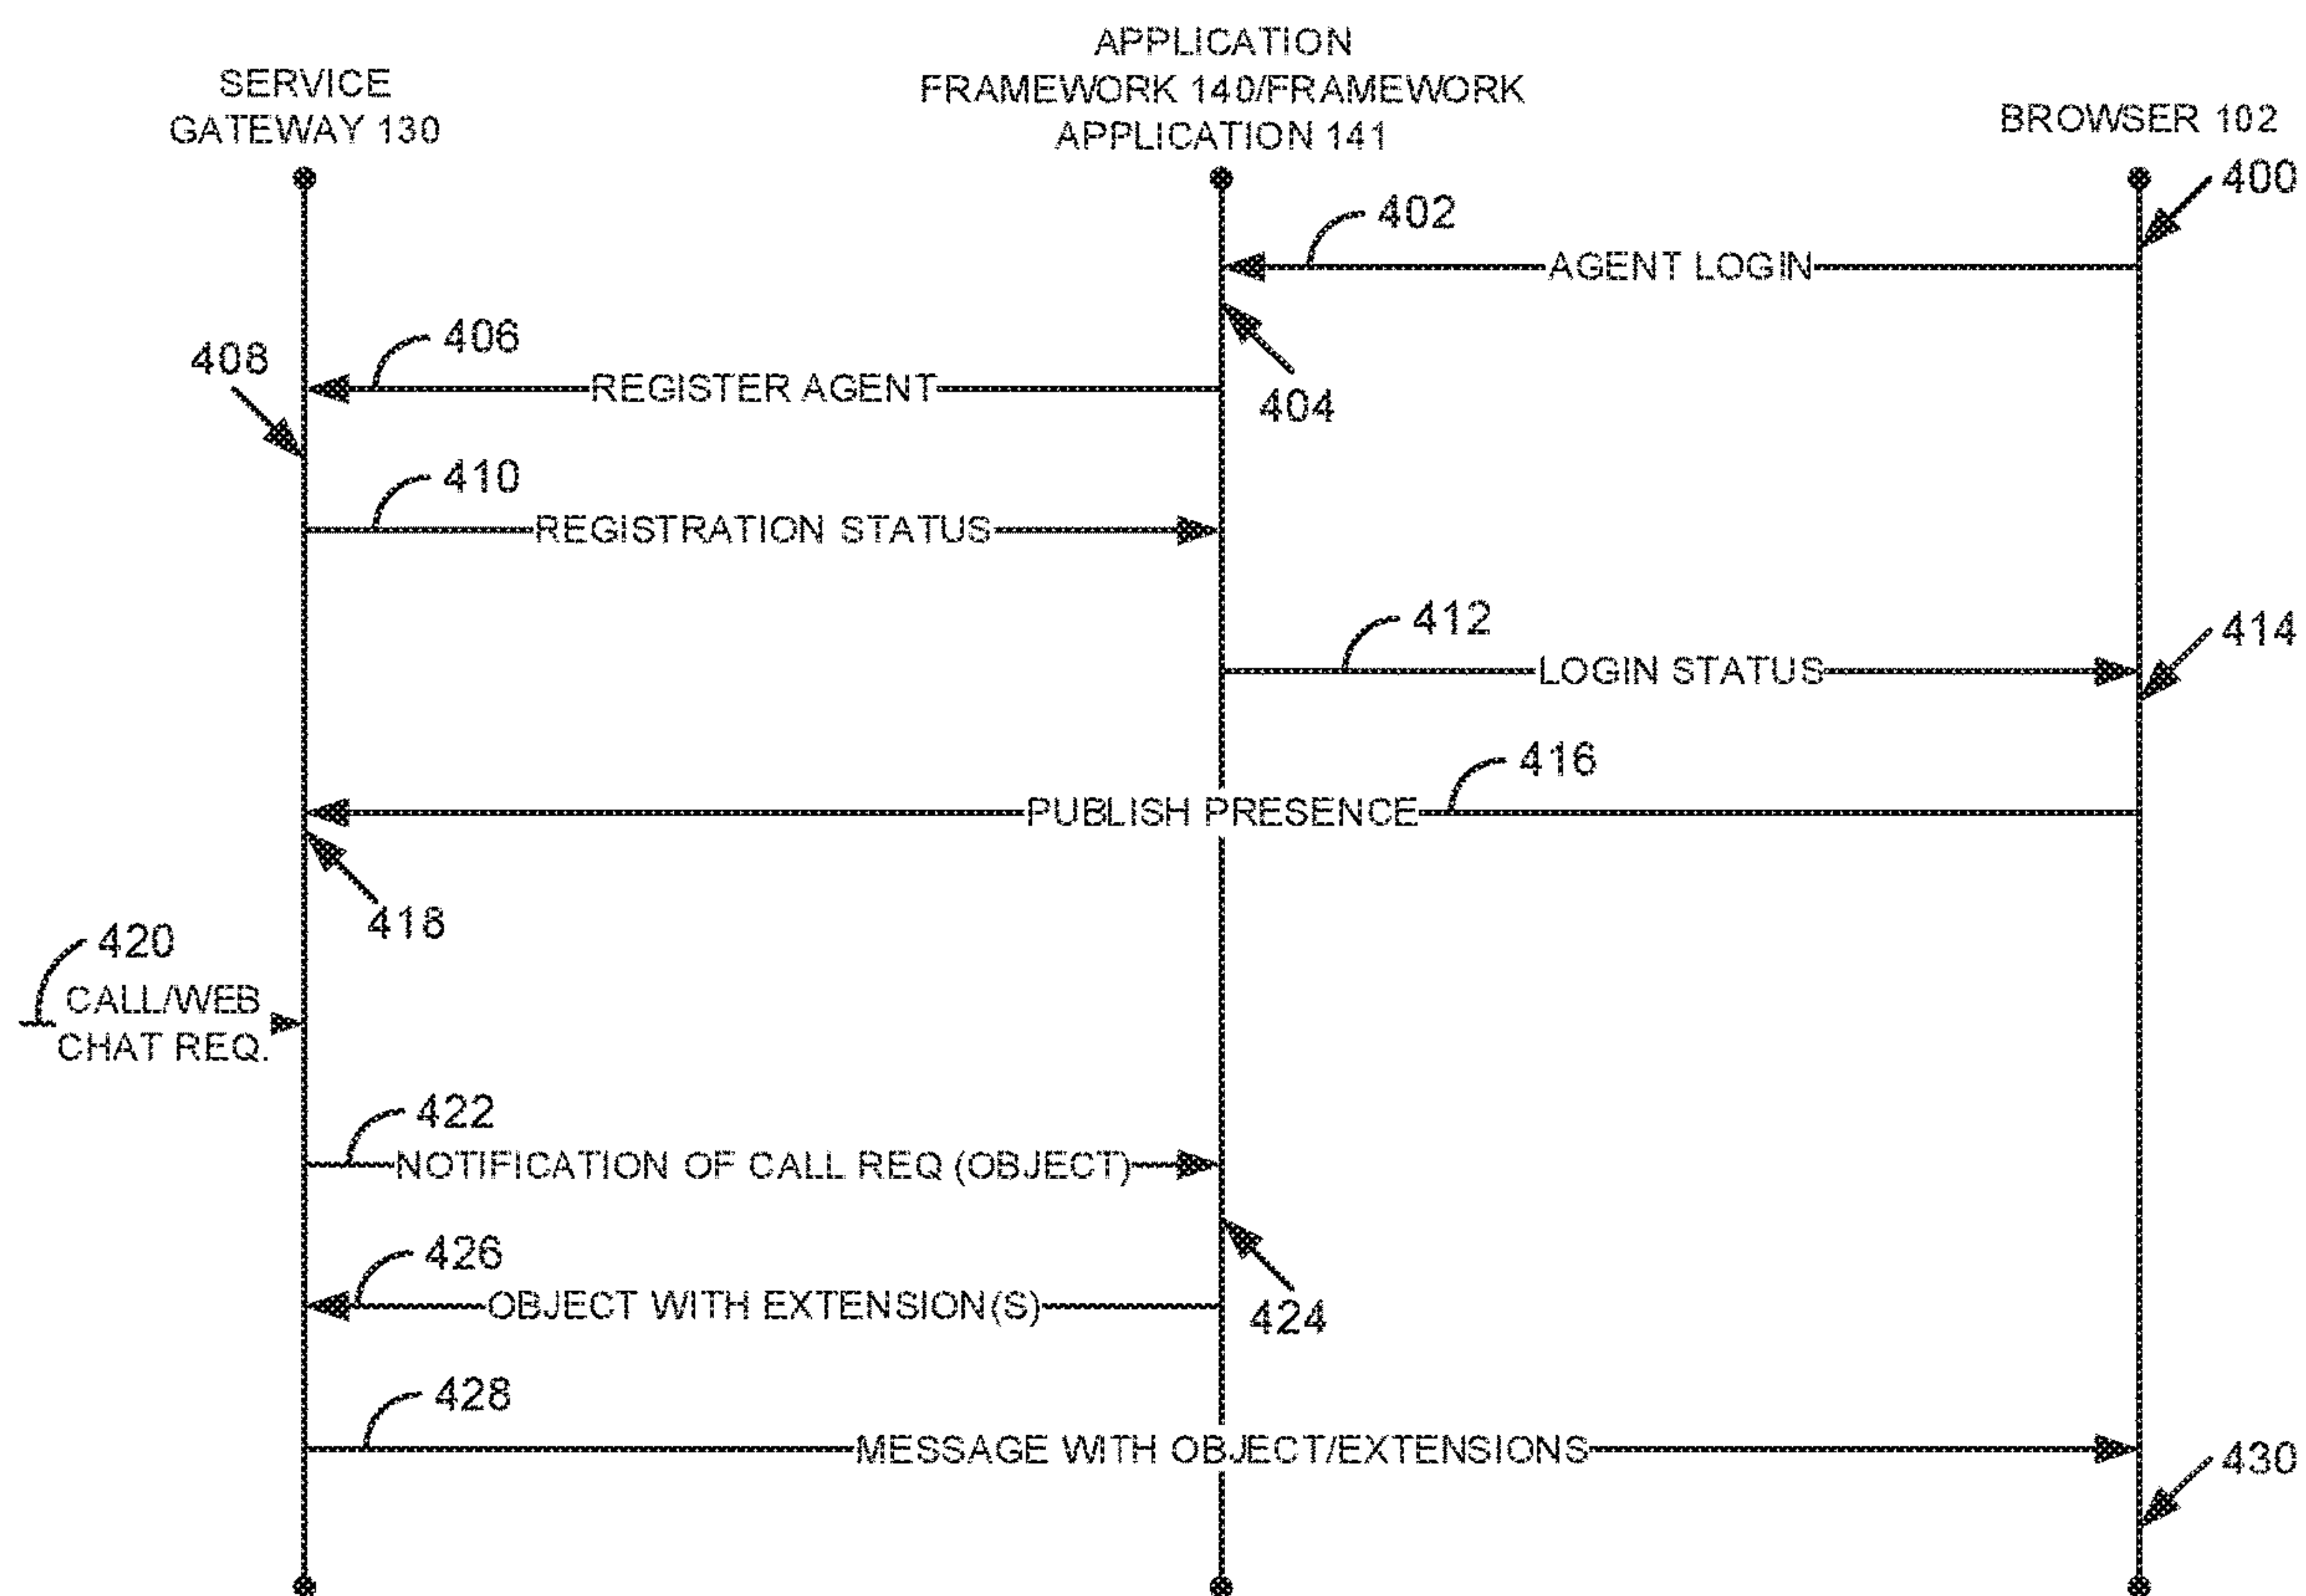 SERVICE
GATEWAY 130
APPLICATION
FRAMEWORK 140/FRAMEWORK
APPLICATION 141
BROWSER 102
400
402
AGENT LOGIN
404
406
REGISTER AGENT
408
410
REGISTRATION STATUS
412
LOGIN STATUS
414
416
PUBLISH PRESENCE
418
420
CALL/WEB
CHAT REQ.
422
NOTIFICATION OF CALL REQ (OBJECT)
424
426
OBJECT WITH EXTENSION(S)
428
MESSAGE WITH OBJECT/EXTENSIONS
430